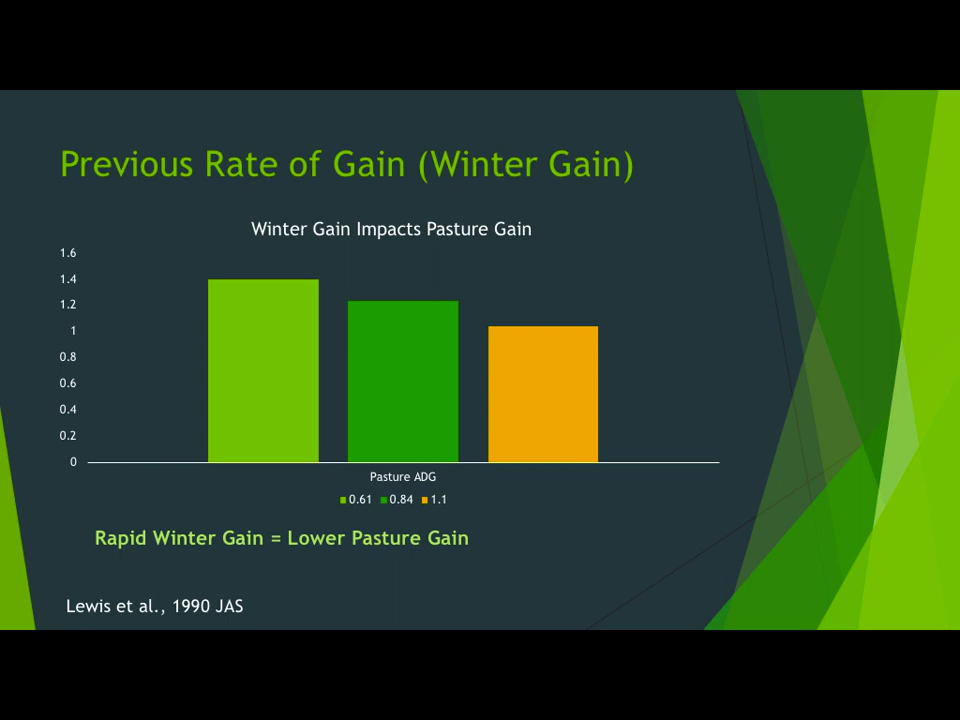 Previous Rate of Gain (Winter Gain)
Winter Gain Impacts Pasture Gain
1.6
1.4
1.2
1
0.8
0.6
0.4
0.2
0
Pasture ADG
0.61 0.84 1.1
Rapid Winter Gain = Lower Pasture Gain
Lewis et al., 1990 JAS